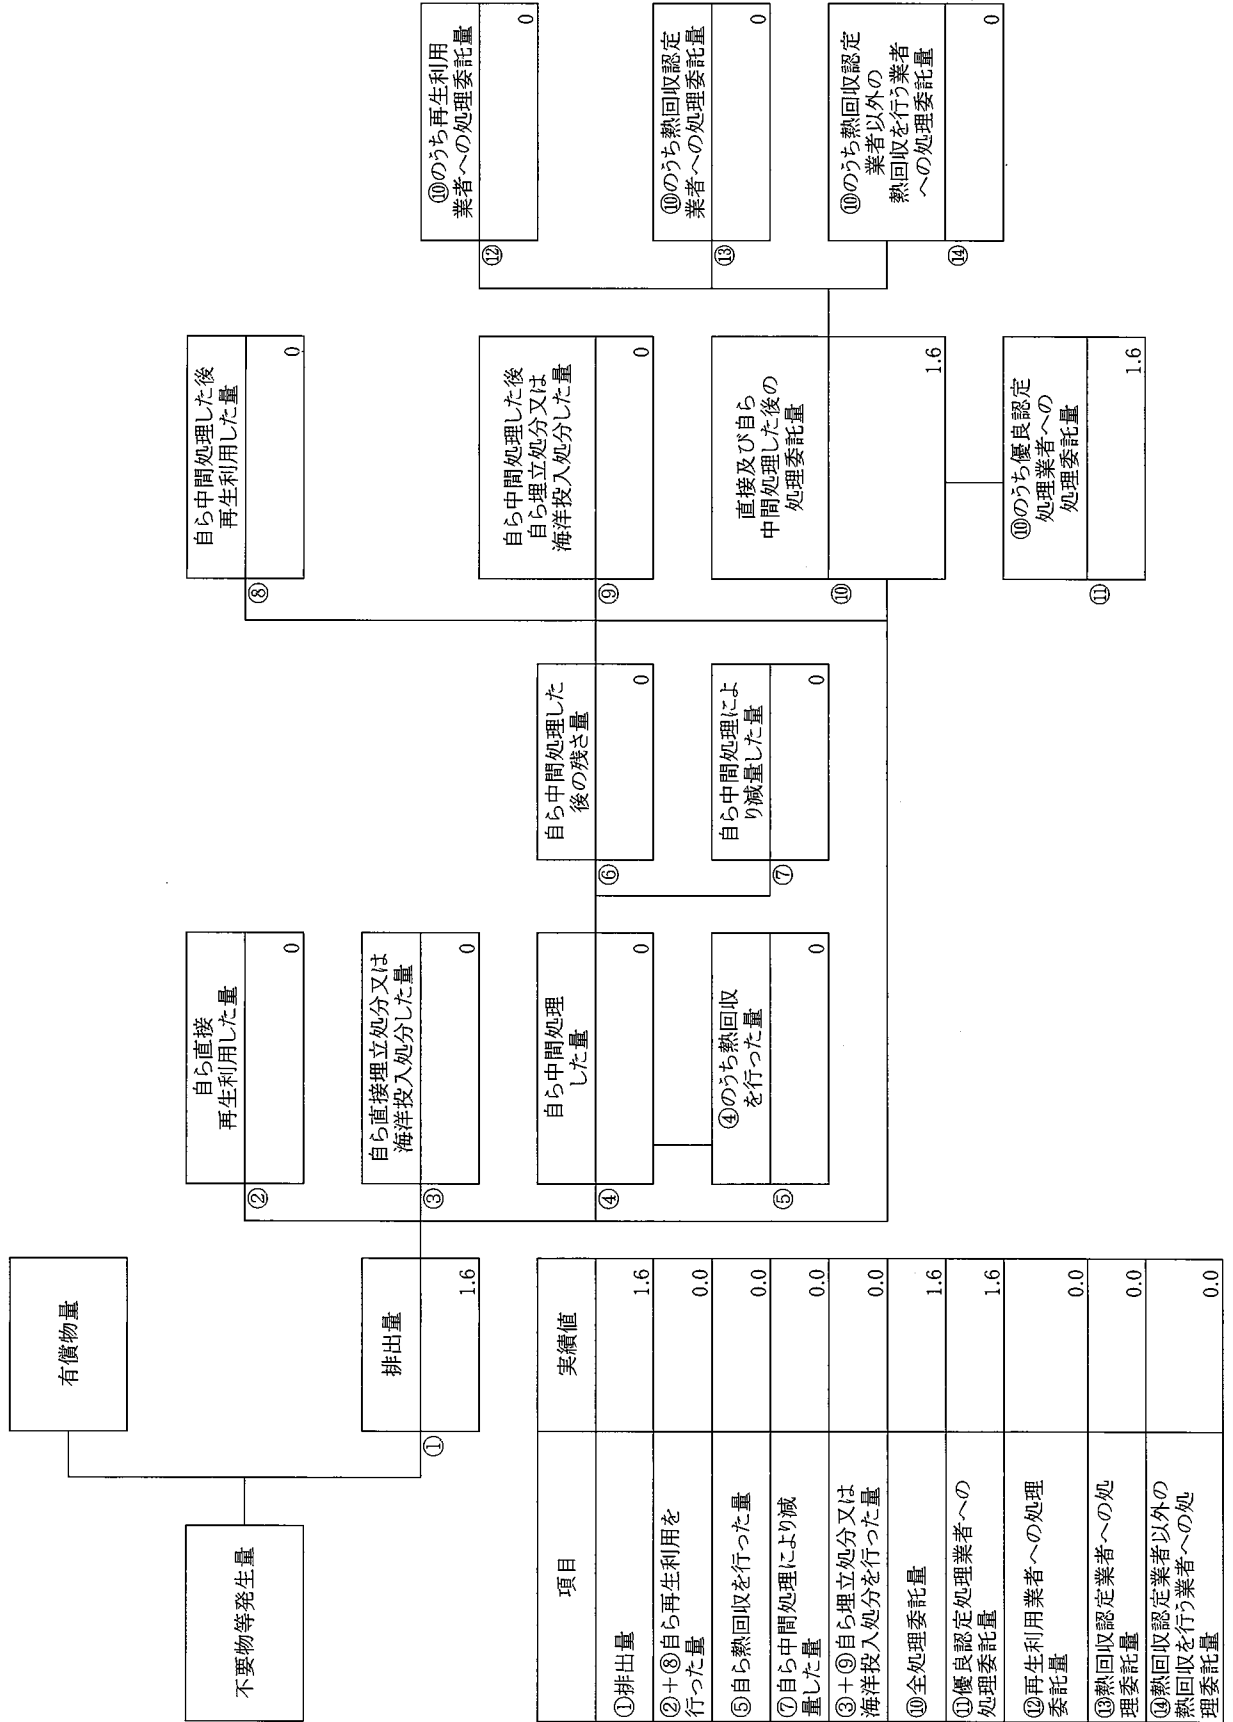 不要物等発生量
有償物量
①
排出量
1.6
②
自ら直接
再生利用した量
0
③
自ら直接埋立処分又は
海洋投入処分した量
0
④
自ら中間処理
した量
0
⑤
④のうち熱回収
を行った量
0
⑥
自ら中間処理した
後の残さ量
0
⑦
自ら中間処理によ
り減量した量
0
⑧
自ら中間処理した後
再生利用した量
0
⑨
自ら中間処理した後
自ら埋立処分又は
海洋投入処分した量
0
⑩
直接及び自ら
中間処理した後の
処理委託量
1.6
⑪
⑩のうち優良認定
処理業者への
処理委託量
1.6
⑫
⑩のうち再生利用
業者への処理委託量
0
⑬
⑩のうち熱回収認定
業者への処理委託量
0
⑭
⑩のうち熱回収認定
業者以外の
熱回収を行う業者
への処理委託量
0
項目 実績値
①排出量 1.6
②+⑧自ら再生利用を
行った量 0.0
⑤自ら熱回収を行った量 0.0
⑦自ら中間処理により減
量した量 0.0
③+⑨自ら埋立処分又は
海洋投入処分を行った量 0.0
⑩全処理委託量 1.6
⑪優良認定処理業者への
処理委託量 1.6
⑫再生利用業者への処理
委託量 0.0
⑬熱回収認定業者への処
理委託量 0.0
⑭熱回収認定業者以外の
熱回収を行う業者への処
理委託量 0.0